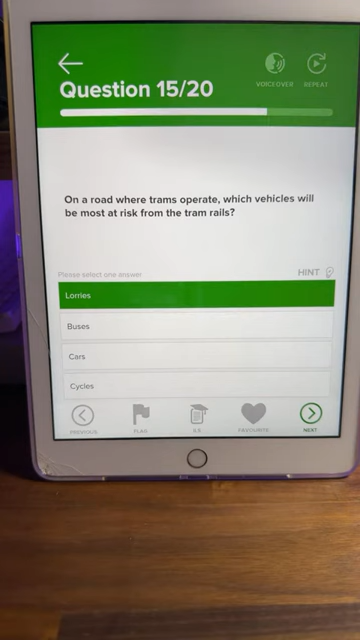 VOICEOVER REPEAT
Question 15/20
On a road where trams operate, which vehicles will
be most at risk from the tram rails?
Please select one answer HINT
Lorries
Buses
Cars
Cycles
PREVIOUS FLAG FAVOURITE NEXT